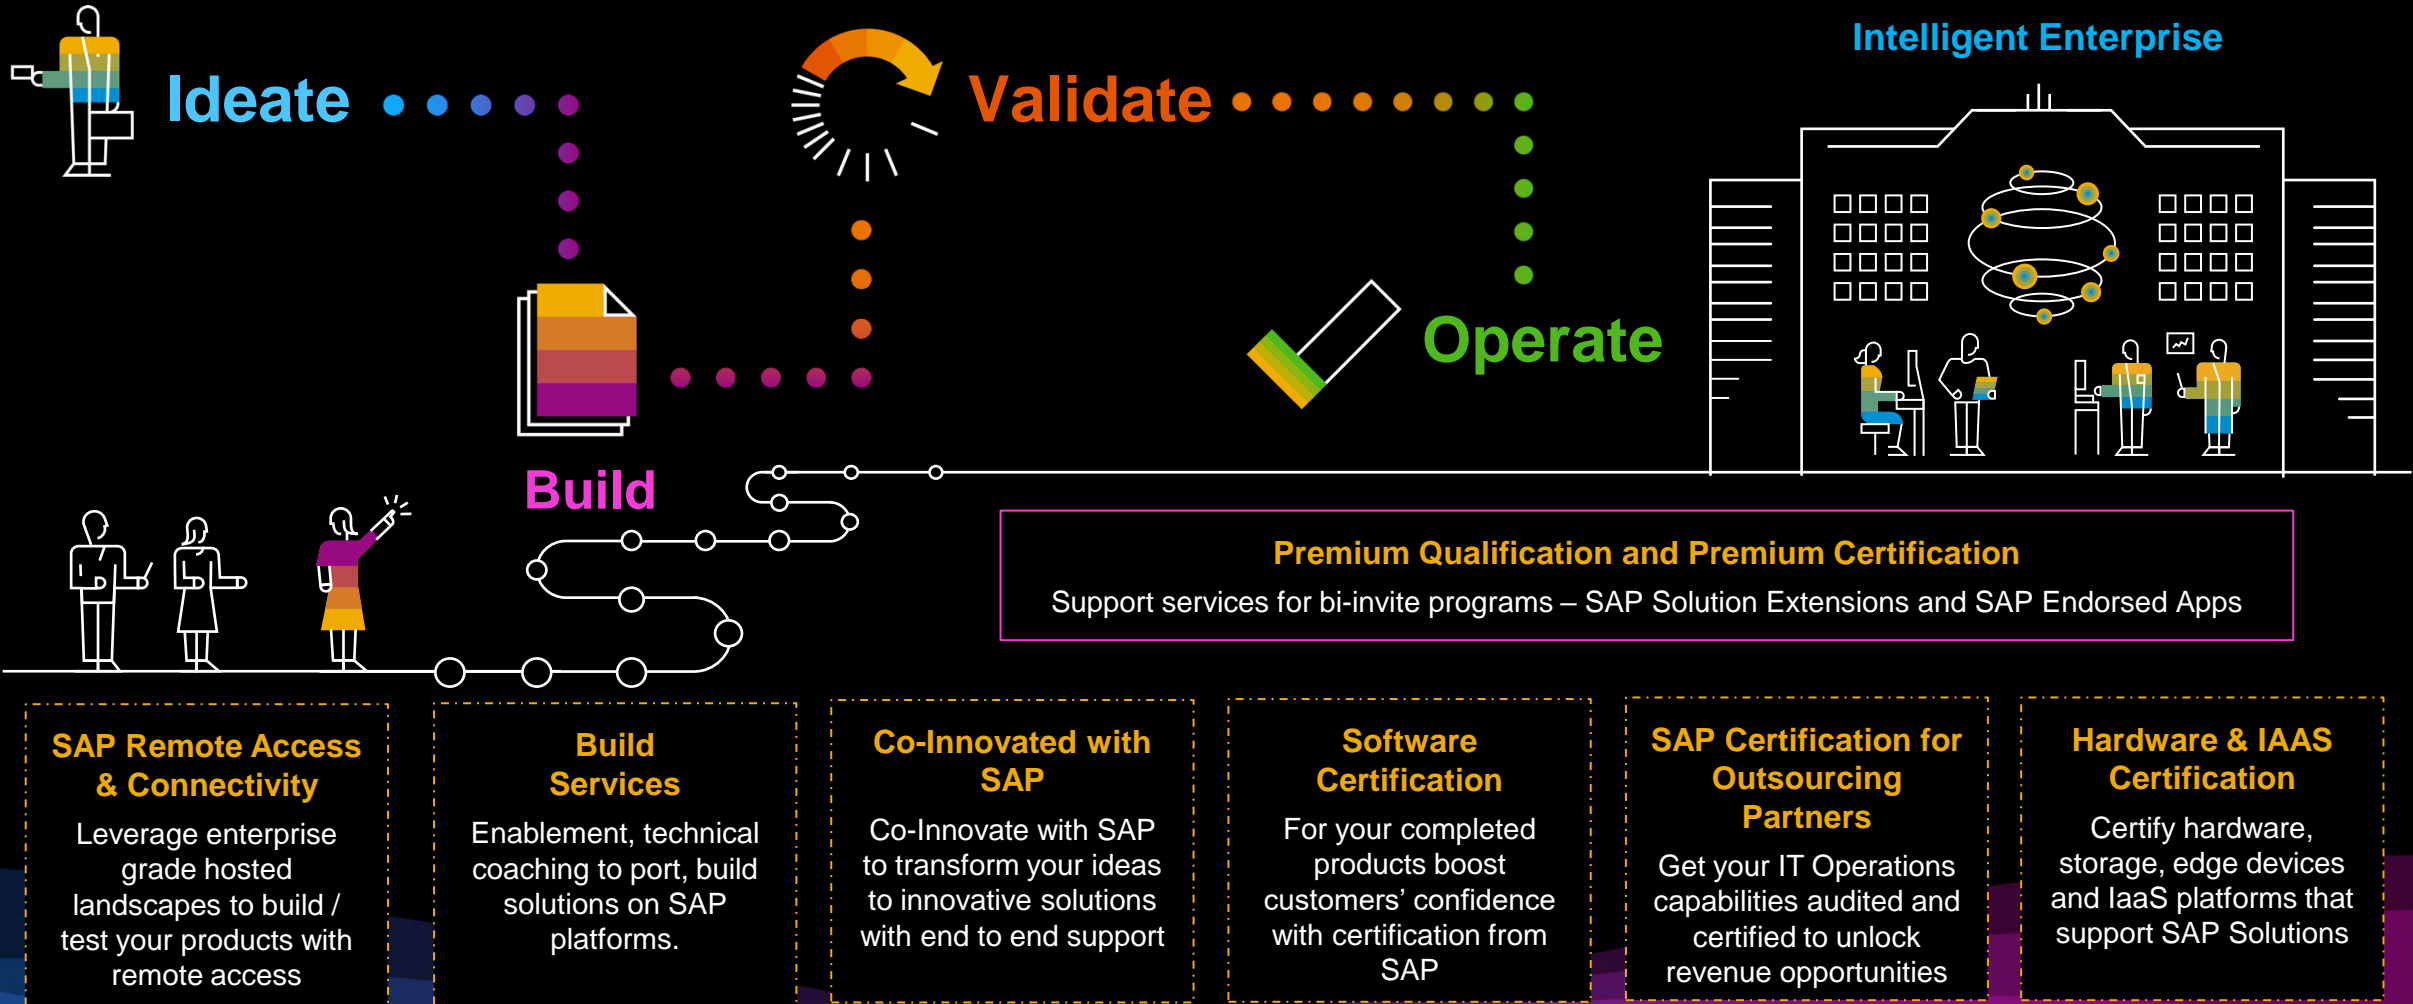 Intelligent Enterprise
Ideate
Validate
Operate
Build
Premium Qualification and Premium Certification
Support services for bi-invite programs – SAP Solution Extensions and SAP Endorsed Apps
SAP Remote Access
& Connectivity
Leverage enterprise
grade hosted
landscapes to build /
test your products with
remote access
Build
Services
Enablement, technical
coaching to port, build
solutions on SAP
platforms.
Co-Innovated with
SAP
Co-Innovate with SAP
to transform your ideas
to innovative solutions
with end to end support
Software
Certification
For your completed
products boost
customers’ confidence
with certification from
SAP
SAP Certification for
Outsourcing
Partners
Get your IT Operations
capabilities audited and
certified to unlock
revenue opportunities
Hardware & IAAS
Certification
Certify hardware,
storage, edge devices
and IaaS platforms that
support SAP Solutions